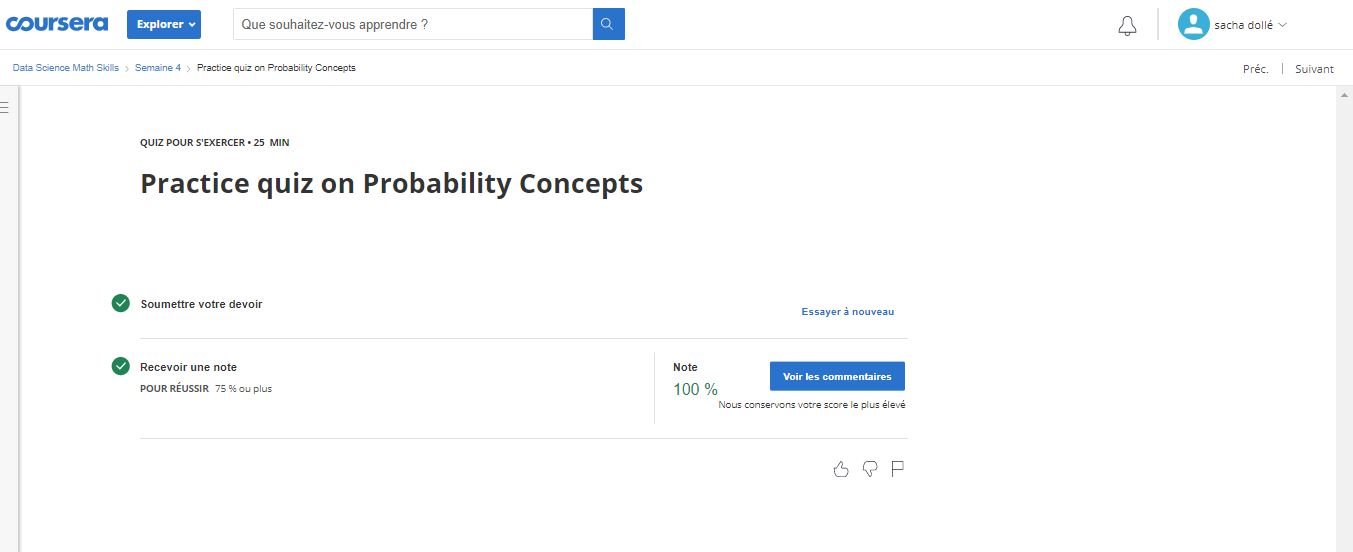 coursera Explorer Que souhaitez-vous apprendre ? sacha dollé
Data Science Math Skills > Semaine 4 > Practice quiz on Probability Concepts Préc. | Suivant
QUIZ POUR S'EXERCER • 25 MIN
Practice quiz on Probability Concepts
Soumettre votre devoir
Essayer à nouveau
Recevoir une note
POUR RÉUSSIR 75 % ou plus
Note
100 %
Voir les commentaires
Nous conservons votre score le plus élevé